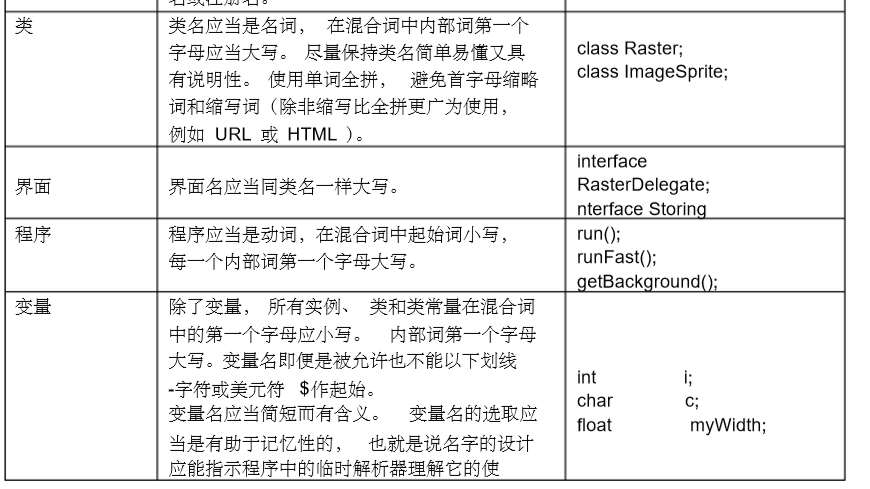 名或注册名。
类
类名应当是名词， 在混合词中内部词第一个
字母应当大写。 尽量保持类名简单易懂又具
有说明性。 使用单词全拼， 避免首字母缩略
词和缩写词（除非缩写比全拼更广为使用，
例如 URL 或 HTML ）。
class Raster;
class ImageSprite;
界面
界面名应当同类名一样大写。
interface
RasterDelegate;
nterface Storing
程序
程序应当是动词，在混合词中起始词小写，
每一个内部词第一个字母大写。
run();
runFast();
getBackground();
变量
除了变量， 所有实例、 类和类常量在混合词
中的第一个字母应小写。 内部词第一个字母
大写。变量名即便是被允许也不能以下划线
-字符或美元符 $作起始。
变量名应当简短而有含义。 变量名的选取应
当是有助于记忆性的， 也就是说名字的设计
应能指示程序中的临时解析器理解它的使
int i;
char c;
float myWidth;